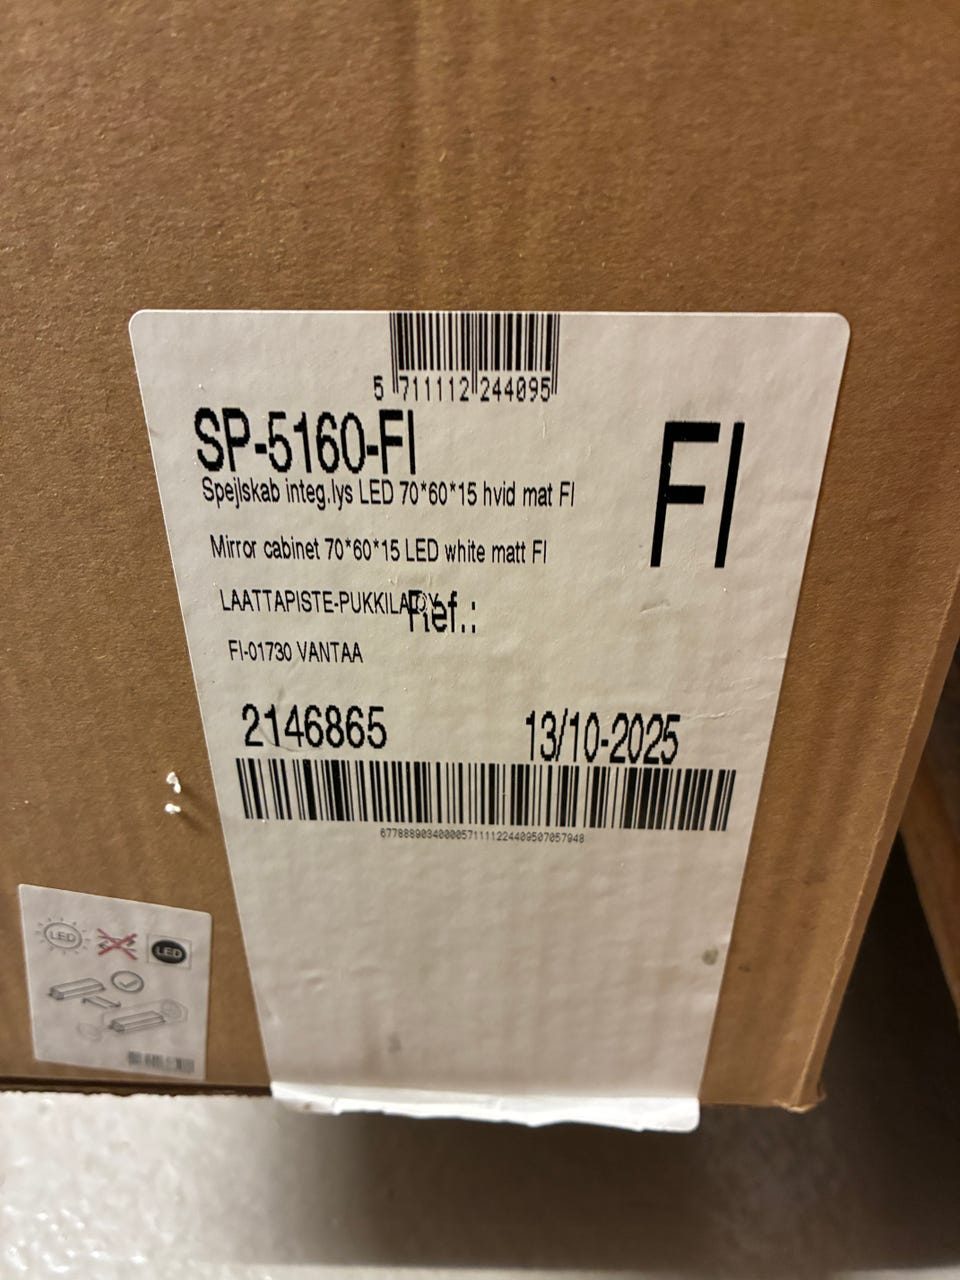 5 711112 244095
SP-5160-FI
FI
Spejlskab integ.lys LED 70*60*15 hvid mat FI
Mirror cabinet 70*60*15 LED white matt FI
LAATTAPISTE-PUKKILA OY
Ref.:
FI-01730 VANTAA
2146865
13/10-2025
LED
LED